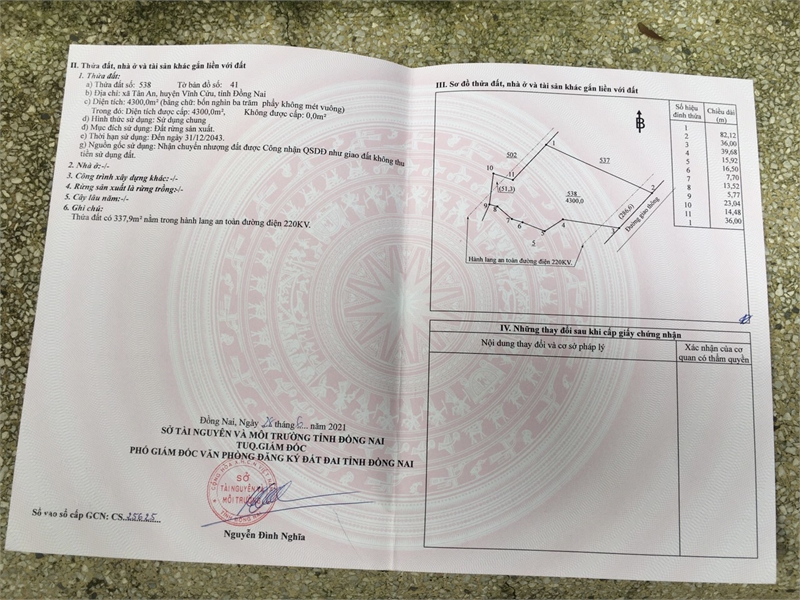 II. Thửa đất, nhà ở và tài sản khác gắn liền với đất
1. Thửa đất:
a) Thửa đất số: 538 Tờ bản đồ số: 41
b) Địa chỉ: xã Tân An, huyện Vĩnh Cửu, tỉnh Đồng Nai
c) Diện tích: 4300,0m² (bằng chữ: bốn nghìn ba trăm phẩy không mét vuông)
Trong đó: Diện tích được cấp: 4300,0m², Không được cấp: 0,0m²
d) Hình thức sử dụng: Sử dụng chung
đ) Mục đích sử dụng: Đất rừng sản xuất.
e) Thời hạn sử dụng: Đến ngày 31/12/2043.
g) Nguồn gốc sử dụng: Nhận chuyển nhượng đất được Công nhận QSDĐ như giao đất không thu
tiền sử dụng đất.
2. Nhà ở:-/-
3. Công trình xây dựng khác:-/-
4. Rừng sản xuất là rừng trồng:-/-
5. Cây lâu năm:-/-
6. Ghi chú:
Thửa đất có 337,9m² nằm trong hành lang an toàn đường điện 220KV.
Đồng Nai, Ngày 28 tháng ... năm 2021
SỞ TÀI NGUYÊN VÀ MÔI TRƯỜNG TỈNH ĐỒNG NAI
TUQ.GIÁM ĐỐC
PHÓ GIÁM ĐỐC VĂN PHÒNG ĐĂNG KÝ ĐẤT ĐAI TỈNH ĐỒNG NAI
SỞ
TÀI NGUYÊN VÀ
MÔI TRƯỜNG
TỈNH ĐỒNG NAI
Nguyễn Đình Nghĩa
Số vào sổ cấp GCN: CS.25625...
III. Sơ đồ thửa đất, nhà ở và tài sản khác gắn liền với đất
B
Số hiệu đỉnh thửa Chiều dài (m)
1
2 82,12
3 36,00
4 39,68
5 15,92
6 16,50
7 7,70
8 13,52
9 5,77
10 23,04
11 14,48
1 36,00
502
1
537
10
11
(51,3)
538
4300,0
2
9
8
7
6
5
4
3
(286,6)
Đường giao thông
5
Hành lang an toàn đường điện 220KV.
IV. Những thay đổi sau khi cấp giấy chứng nhận
Nội dung thay đổi và cơ sở pháp lý
Xác nhận của cơ
quan có thẩm quyền